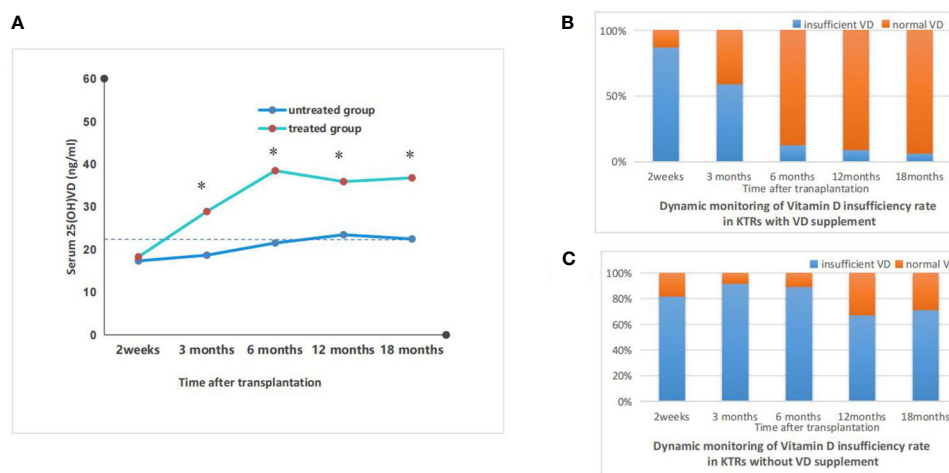 A
Serum 25(OH)VD (ng/ml)
60
50
40
30
20
10
0
untreated group
treated group
*
*
*
*
2weeks 3 months 6 months 12 months 18 months
Time after transplantation
B
insufficient VD normal VD
100%
50%
0%
2weeks 3 months 6 months 12months 18months
Time after transplantation
Dynamic monitoring of Vitamin D insufficiency rate
in KTRs with VD supplement
C
insufficient VD normal V
100%
80%
60%
40%
20%
0%
2weeks 3 months 6 months 12months 18months
Time after transplantation
Dynamic monitoring of Vitamin D insufficiency rate
in KTRs without VD supplement